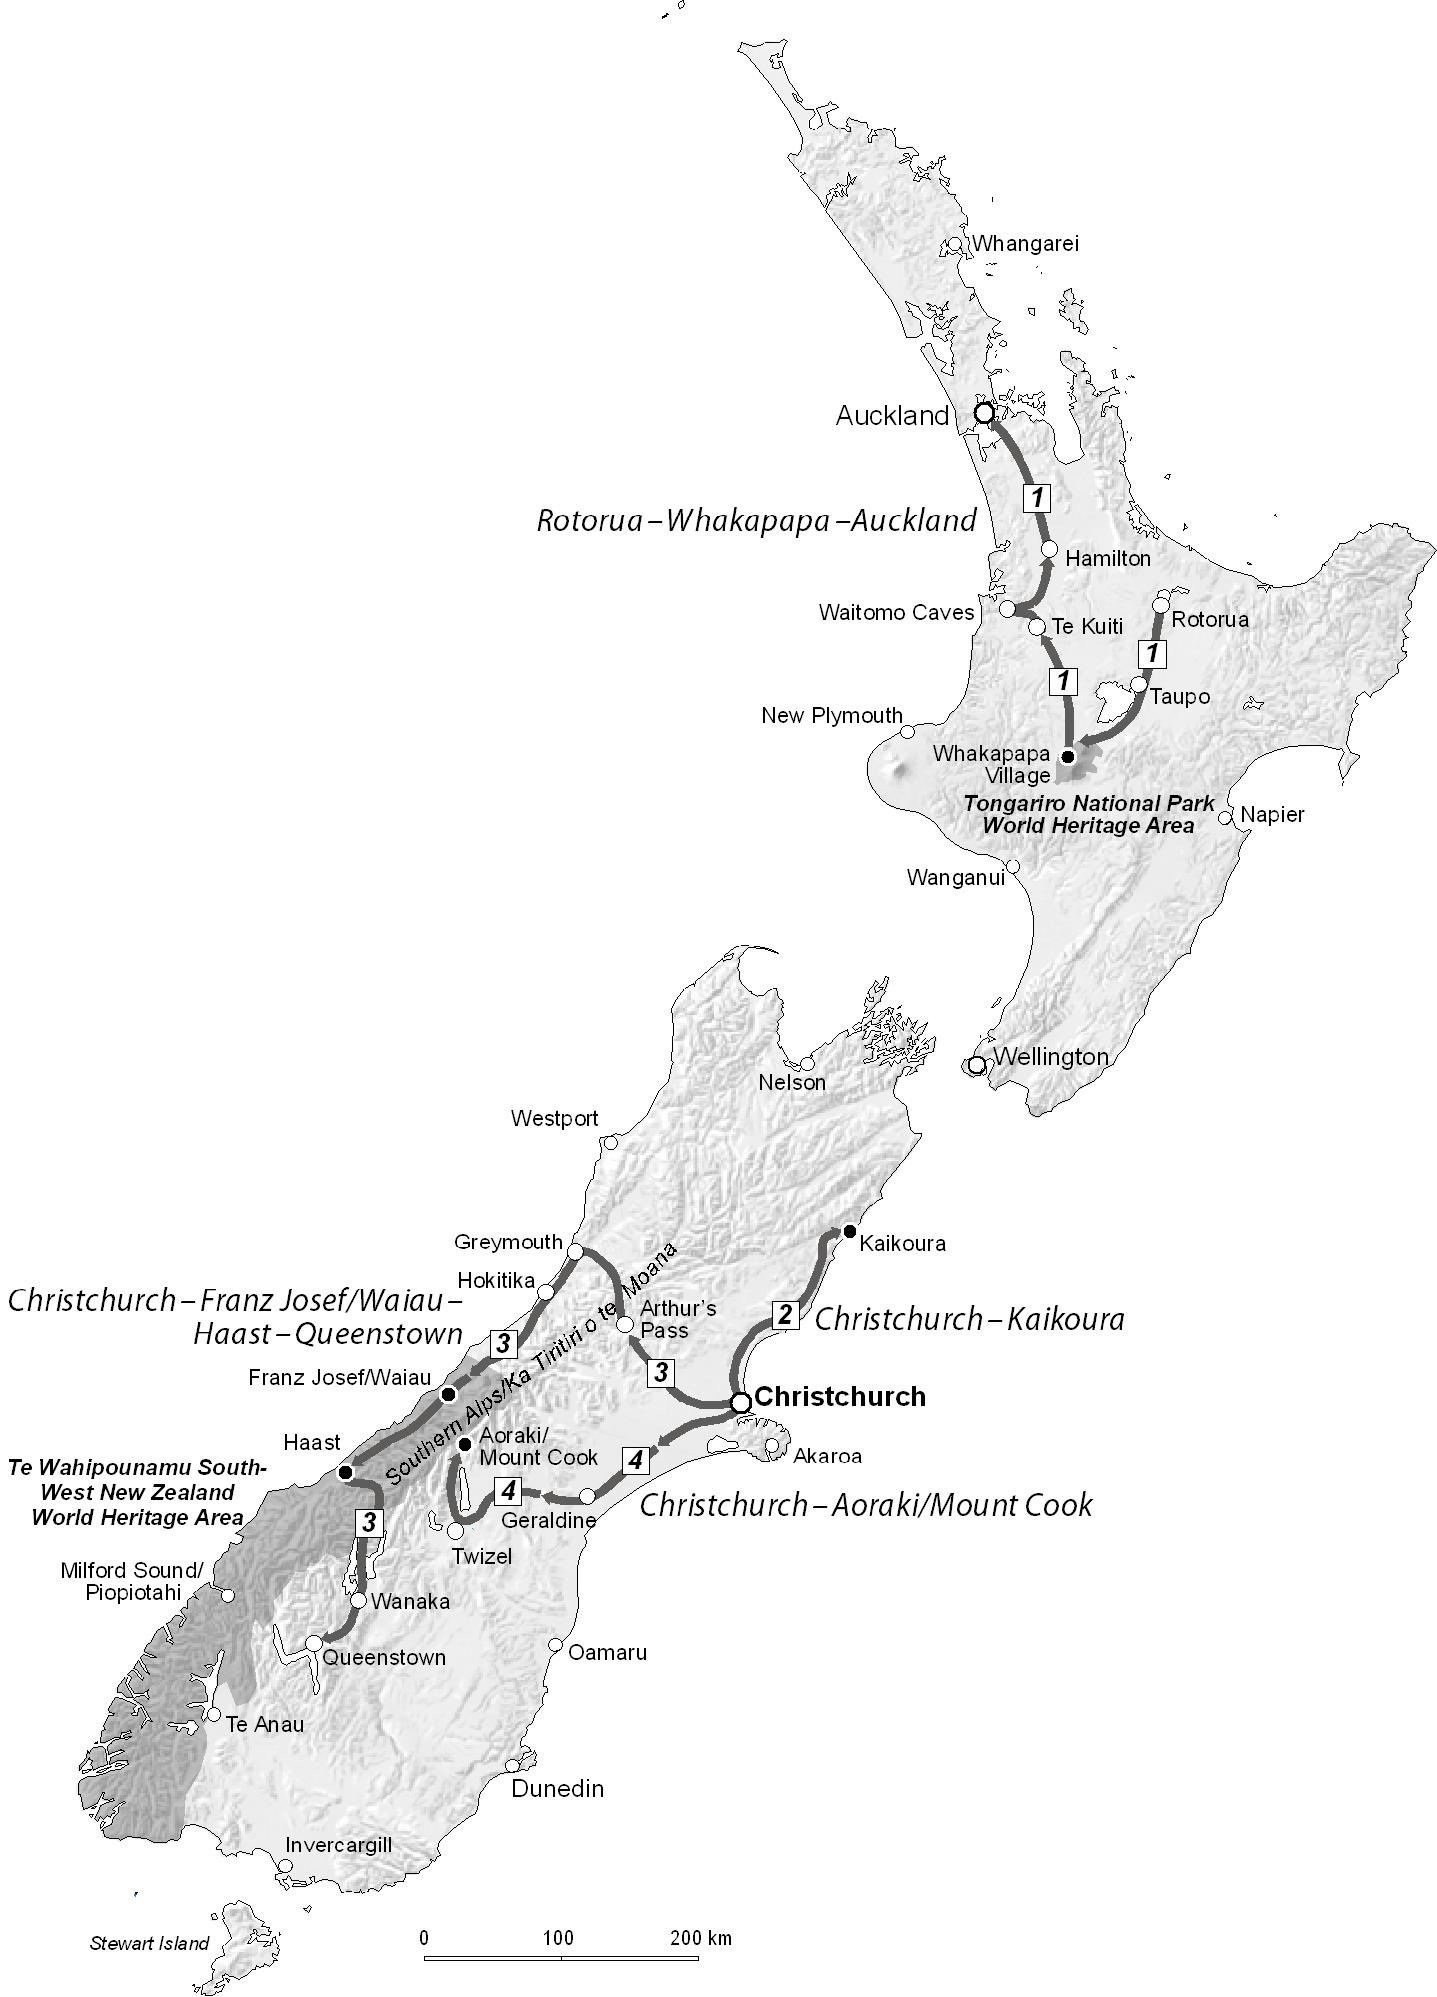 Whangarei
Auckland
1
Rotorua – Whakapapa – Auckland
Hamilton
Waitomo Caves
Te Kuiti
Rotorua
1
1
Taupo
New Plymouth
Whakapapa
Village
Tongariro National Park
World Heritage Area
Napier
Wanganui
Wellington
Nelson
Westport
Greymouth
Kaikoura
Hokitika
Christchurch – Franz Josef/Waiau –
Haast – Queenstown
Arthur's
Pass
2
Christchurch – Kaikoura
3
3
Franz Josef/Waiau
Southern Alps/Ka Tiritiri o te Moana
Christchurch
Haast
Aoraki/
Mount Cook
Akaroa
4
4
Te Wahipounamu South-
West New Zealand
World Heritage Area
Christchurch – Aoraki/Mount Cook
Geraldine
3
Twizel
Milford Sound/
Piopiotahi
Wanaka
Queenstown
Oamaru
Te Anau
Dunedin
Invercargill
Stewart Island
0 100 200 km